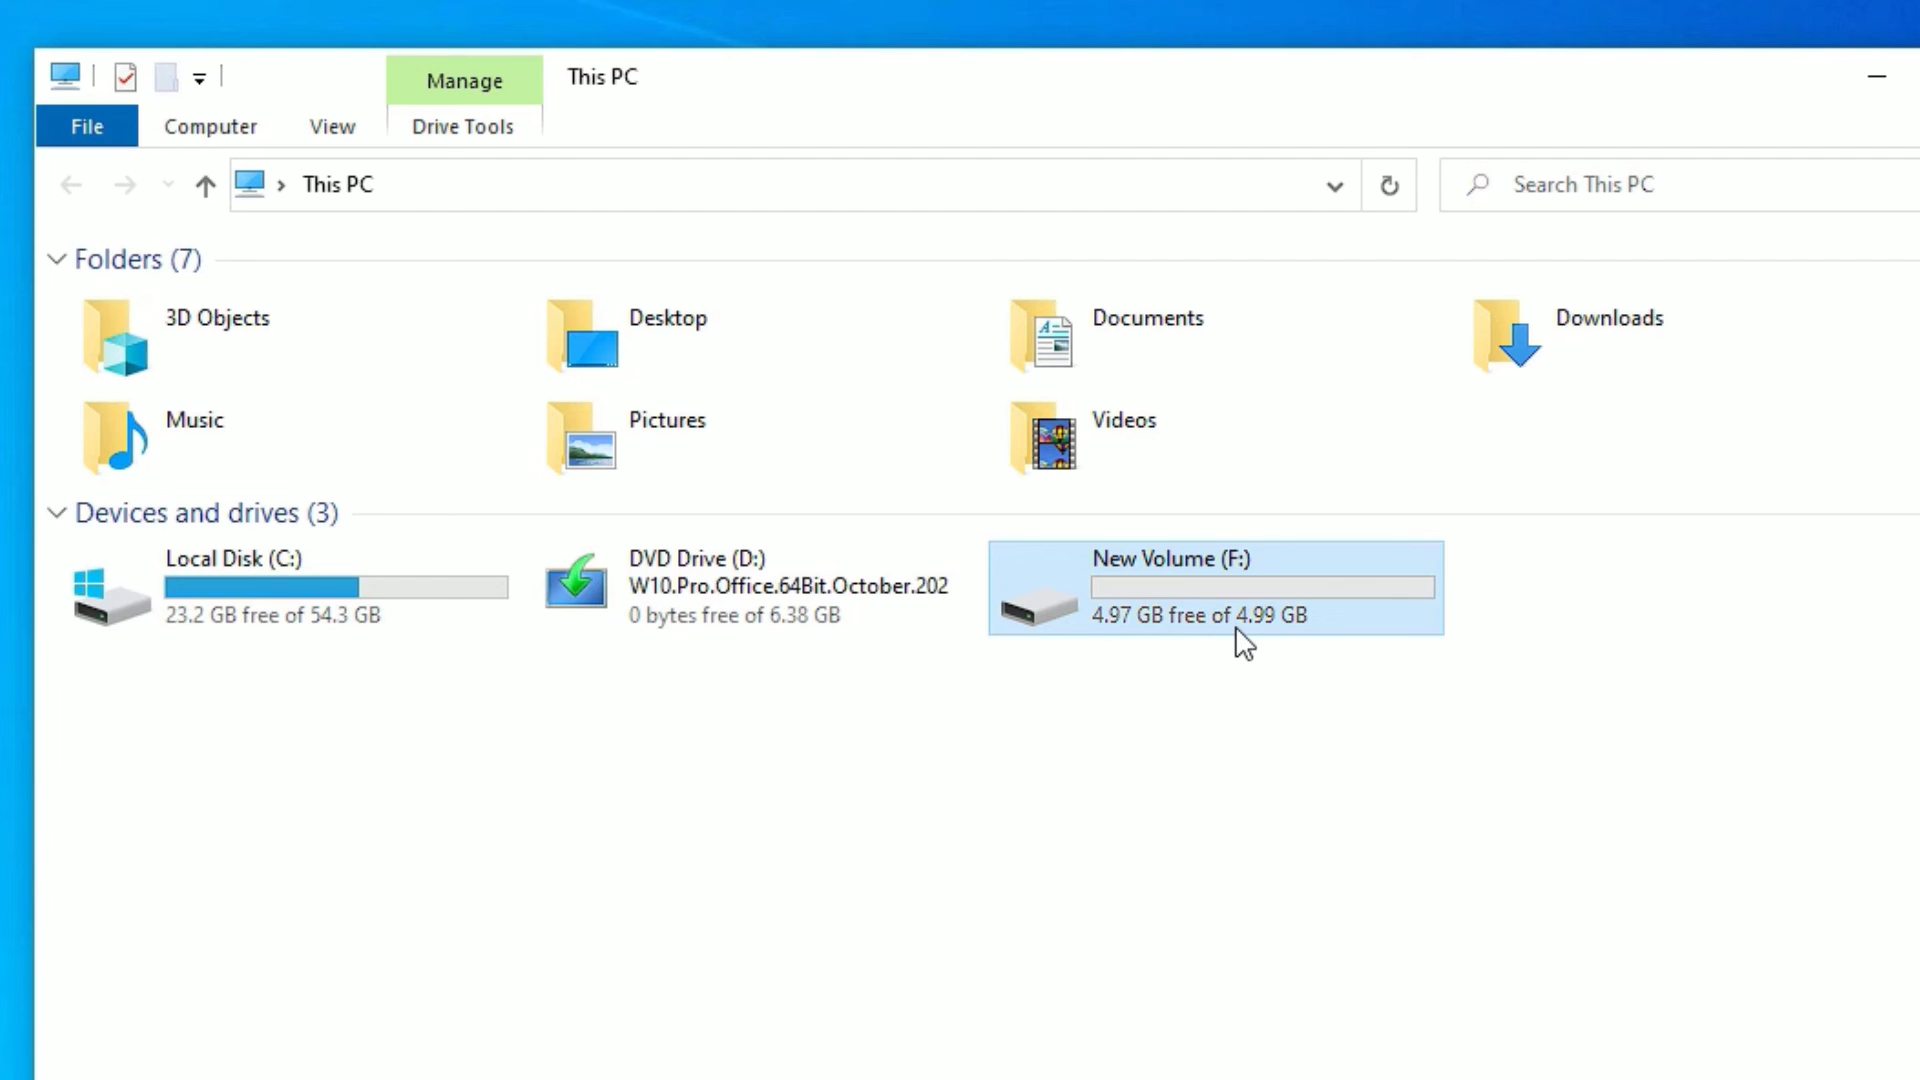 Manage
This PC
File
Computer
View
Drive Tools
This PC
Search This PC
Folders (7)
3D Objects
Desktop
Documents
Downloads
Music
Pictures
Videos
Devices and drives (3)
Local Disk (C:)
23.2 GB free of 54.3 GB
DVD Drive (D:)
W10.Pro.Office.64Bit.October.202
0 bytes free of 6.38 GB
New Volume (F:)
4.97 GB free of 4.99 GB